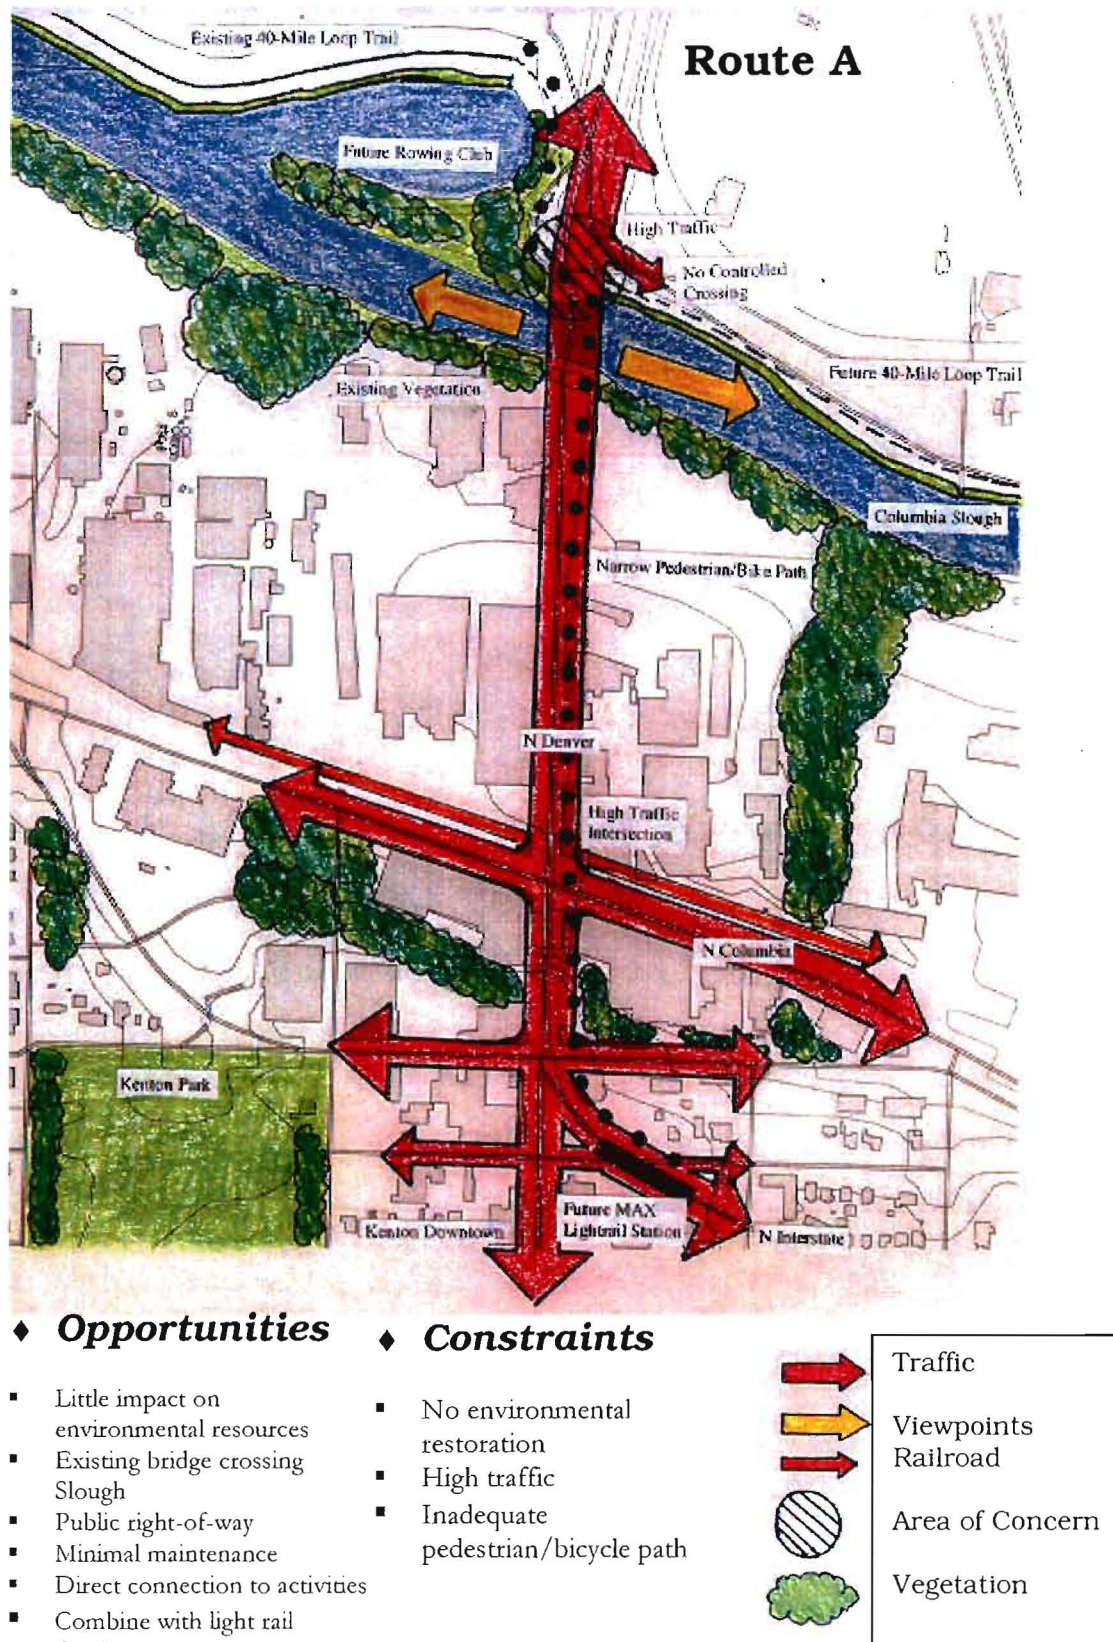 Existing 40-Mile Loop Trail
Route A
Future Rowing Club
High Traffic
No Controlled
Crossing
Future 40-Mile Loop Trail
Existing Vegetation
Columbia Slough
Narrow Pedestrian/Bike Path
N Denver
High Traffic
Intersection
N Columbia
Kenton Park
Future MAX
Lightrail Station
Kenton Downtown
N Interstate
♦ Opportunities
▪ Little impact on
environmental resources
▪ Existing bridge crossing
Slough
▪ Public right-of-way
▪ Minimal maintenance
▪ Direct connection to activities
▪ Combine with light rail
♦ Constraints
▪ No environmental
restoration
▪ High traffic
▪ Inadequate
pedestrian/bicycle path
Traffic
Viewpoints
Railroad
Area of Concern
Vegetation